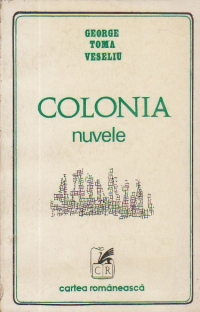 GEORGE
TOMA
VESELIU
COLONIA
nuvele
CR
cartea românească